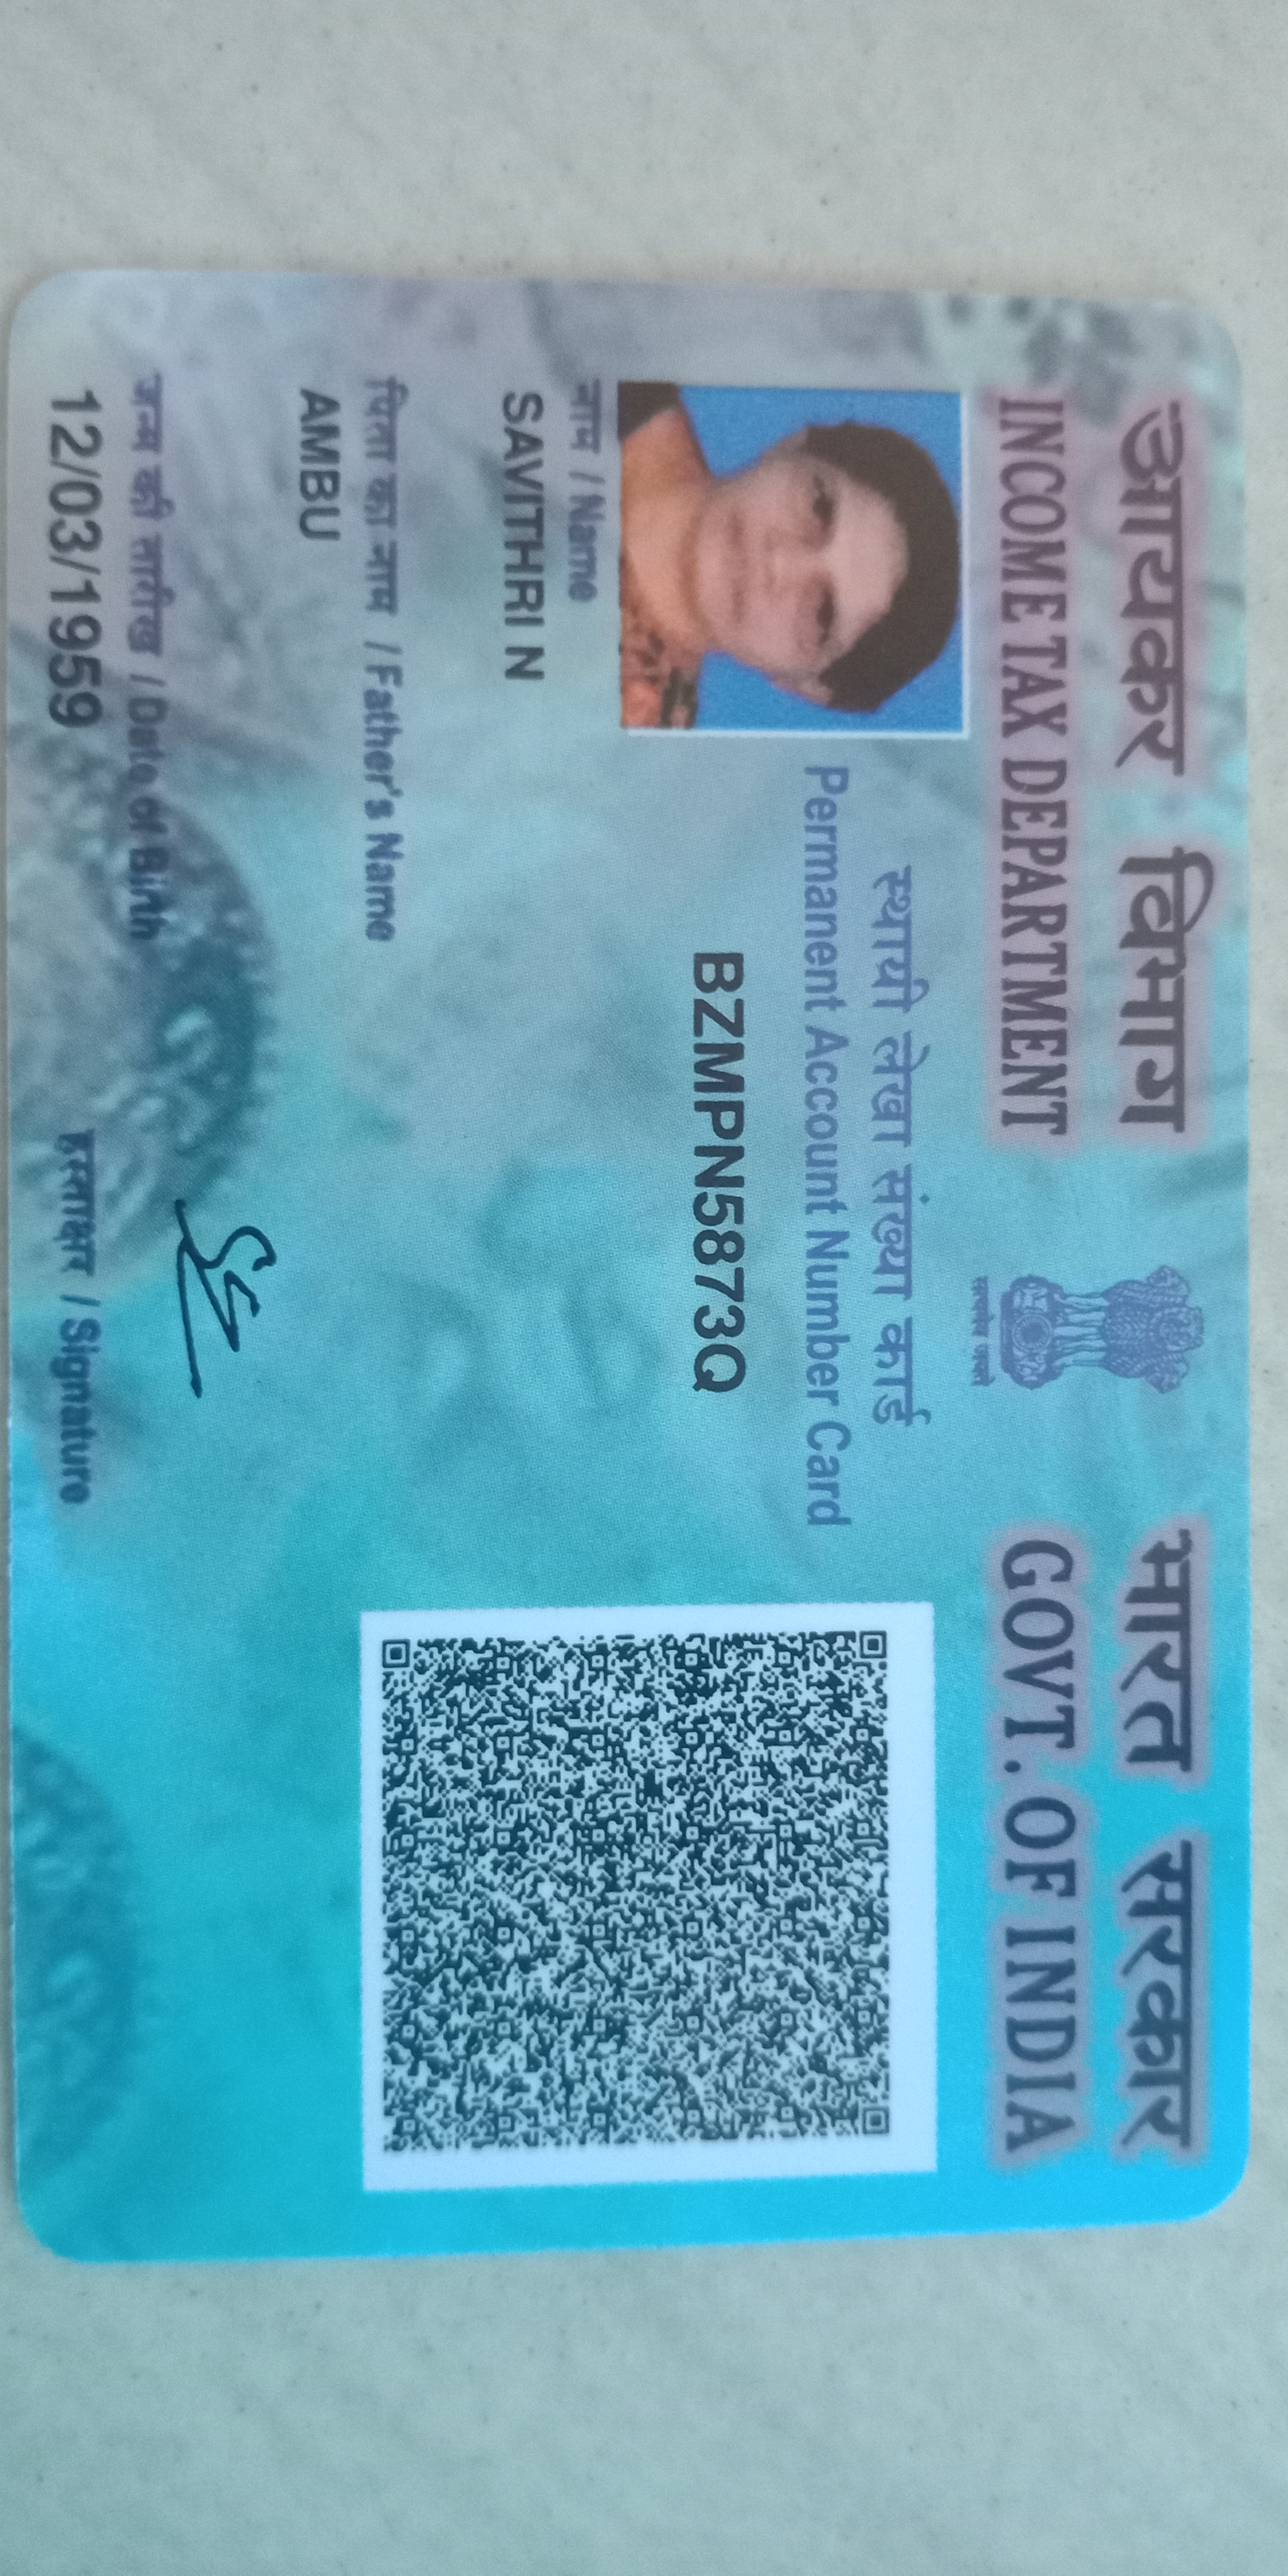 आयकर विभाग
INCOME TAX DEPARTMENT
सत्यमेव जयते
भारत सरकार
GOVT. OF INDIA
स्थायी लेखा संख्या कार्ड
Permanent Account Number Card
BZMPN5873Q
नाम / Name
SAVITHRI N
पिता का नाम / Father's Name
AMBU
जन्म की तारीख / Date of Birth
12/03/1959
हस्ताक्षर / Signature